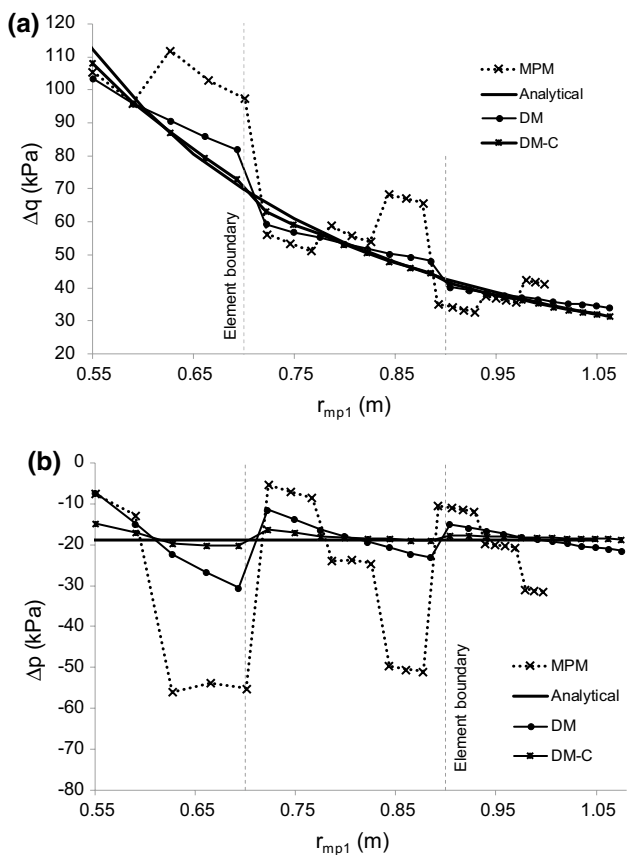 (a)
120
110
100
90
80
70
60
50
40
30
20
Δq (kPa)
MPM
Analytical
DM
DM-C
Element boundary
0.55 0.65 0.75 0.85 0.95 1.05
r_mp1 (m)
(b)
0
-10
-20
-30
-40
-50
-60
-70
-80
Δp (kPa)
Element boundary
MPM
Analytical
DM
DM-C
0.55 0.65 0.75 0.85 0.95 1.05
r_mp1 (m)